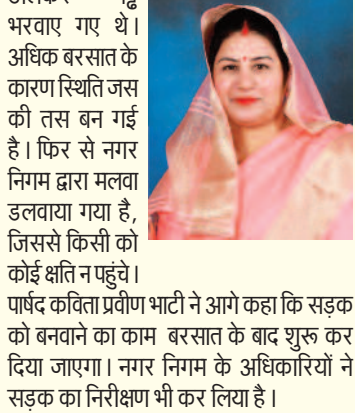 भरवाए गए थे।
अधिक बरसात के
कारण स्थिति जस
की तस बन गई
है। फिर से नगर
निगम द्वारा मलवा
डलवाया गया है,
जिससे किसी को
कोई क्षति न पहुंचे।
पार्षद कविता प्रवीण भाटी ने आगे कहा कि सड़क
को बनवाने का काम बरसात के बाद शुरू कर
दिया जाएगा। नगर निगम के अधिकारियों ने
सड़क का निरीक्षण भी कर लिया है।